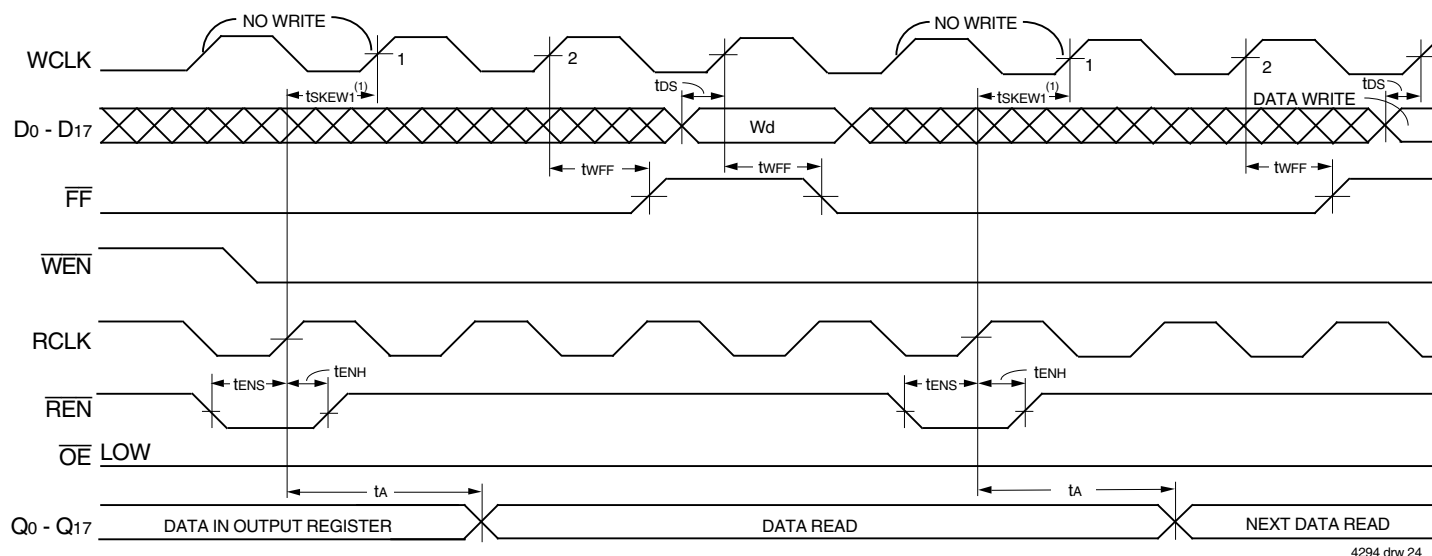 NO WRITE NO WRITE
WCLK 1 2 1 2
tSKEW1(1) tDS tSKEW1(1) tDS
DATA WRITE
D0 - D17 Wd
tWFF tWFF tWFF
FF
WEN
RCLK
tENS tENH tENS tENH
REN
OE LOW
tA tA
Q0 - Q17 DATA IN OUTPUT REGISTER DATA READ NEXT DATA READ
4294 drw 24